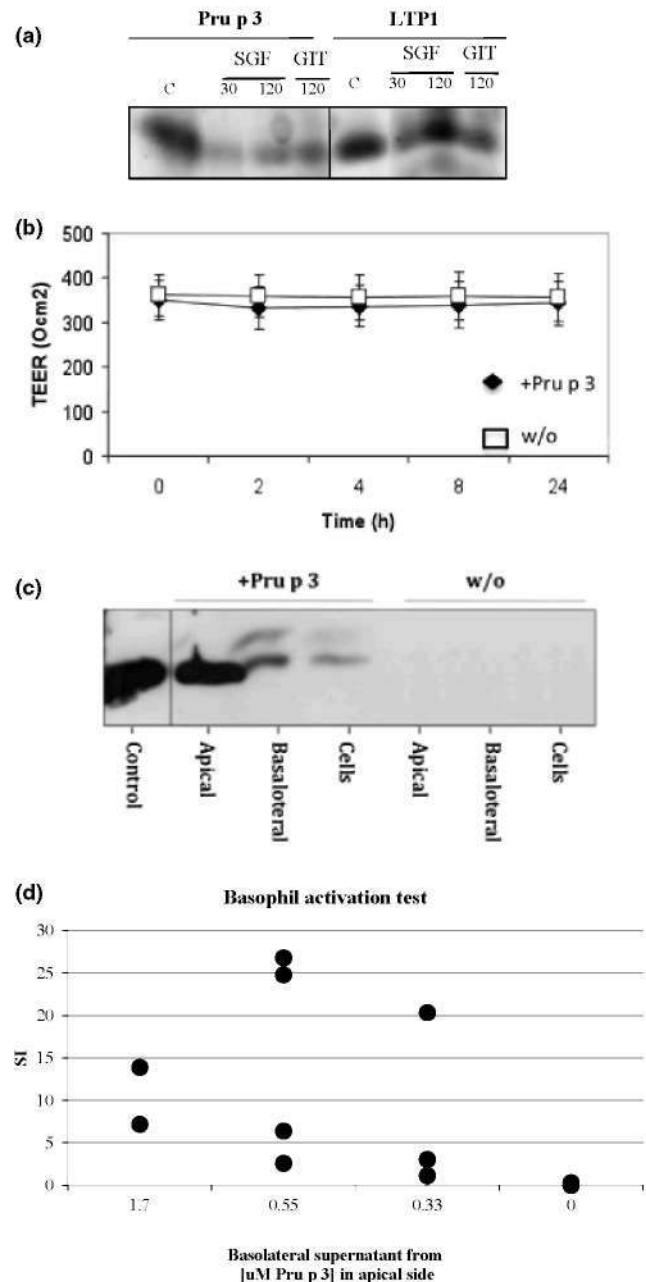 (a)
Pru p 3 LTP1
SGF GIT SGF GIT
C 30 120 120 C 30 120 120
(b)
500
400
300
200
100
0
TEER (Ocm2)
+Pru p 3
w/o
0 2 4 8 24
Time (h)
(c)
+Pru p 3 w/o
Control Apical Basaloteral Cells Apical Basaloteral Cells
(d)
Basophil activation test
30
25
20
15
10
5
0
SI
1.7 0.55 0.33 0
Basolateral supernatant from
]uM Pru p 3] in apical side